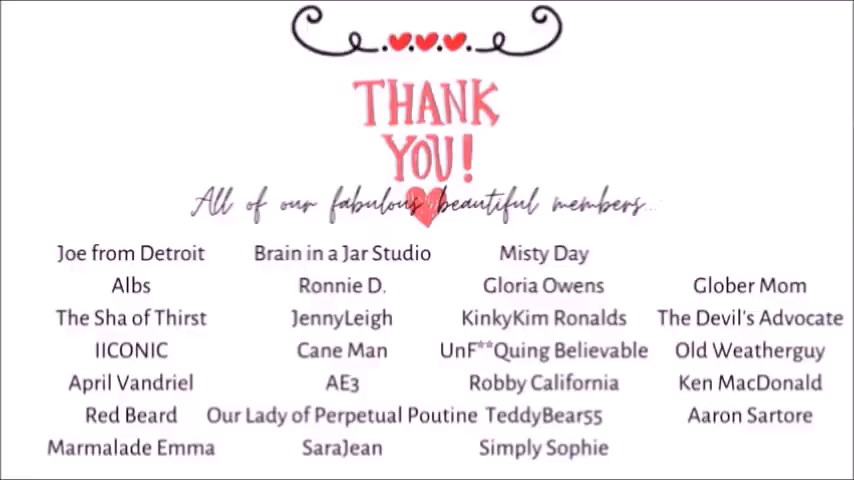 THANK
YOU!
All of our fabulous beautiful members...
Joe from Detroit Brain in a Jar Studio Misty Day
Albs Ronnie D. Gloria Owens Glober Mom
The Sha of Thirst JennyLeigh KinkyKim Ronalds The Devil's Advocate
IICONIC Cane Man UnF**Quing Believable Old Weatherguy
April Vandriel AE3 Robby California Ken MacDonald
Red Beard Our Lady of Perpetual Poutine TeddyBear55 Aaron Sartore
Marmalade Emma SaraJean Simply Sophie